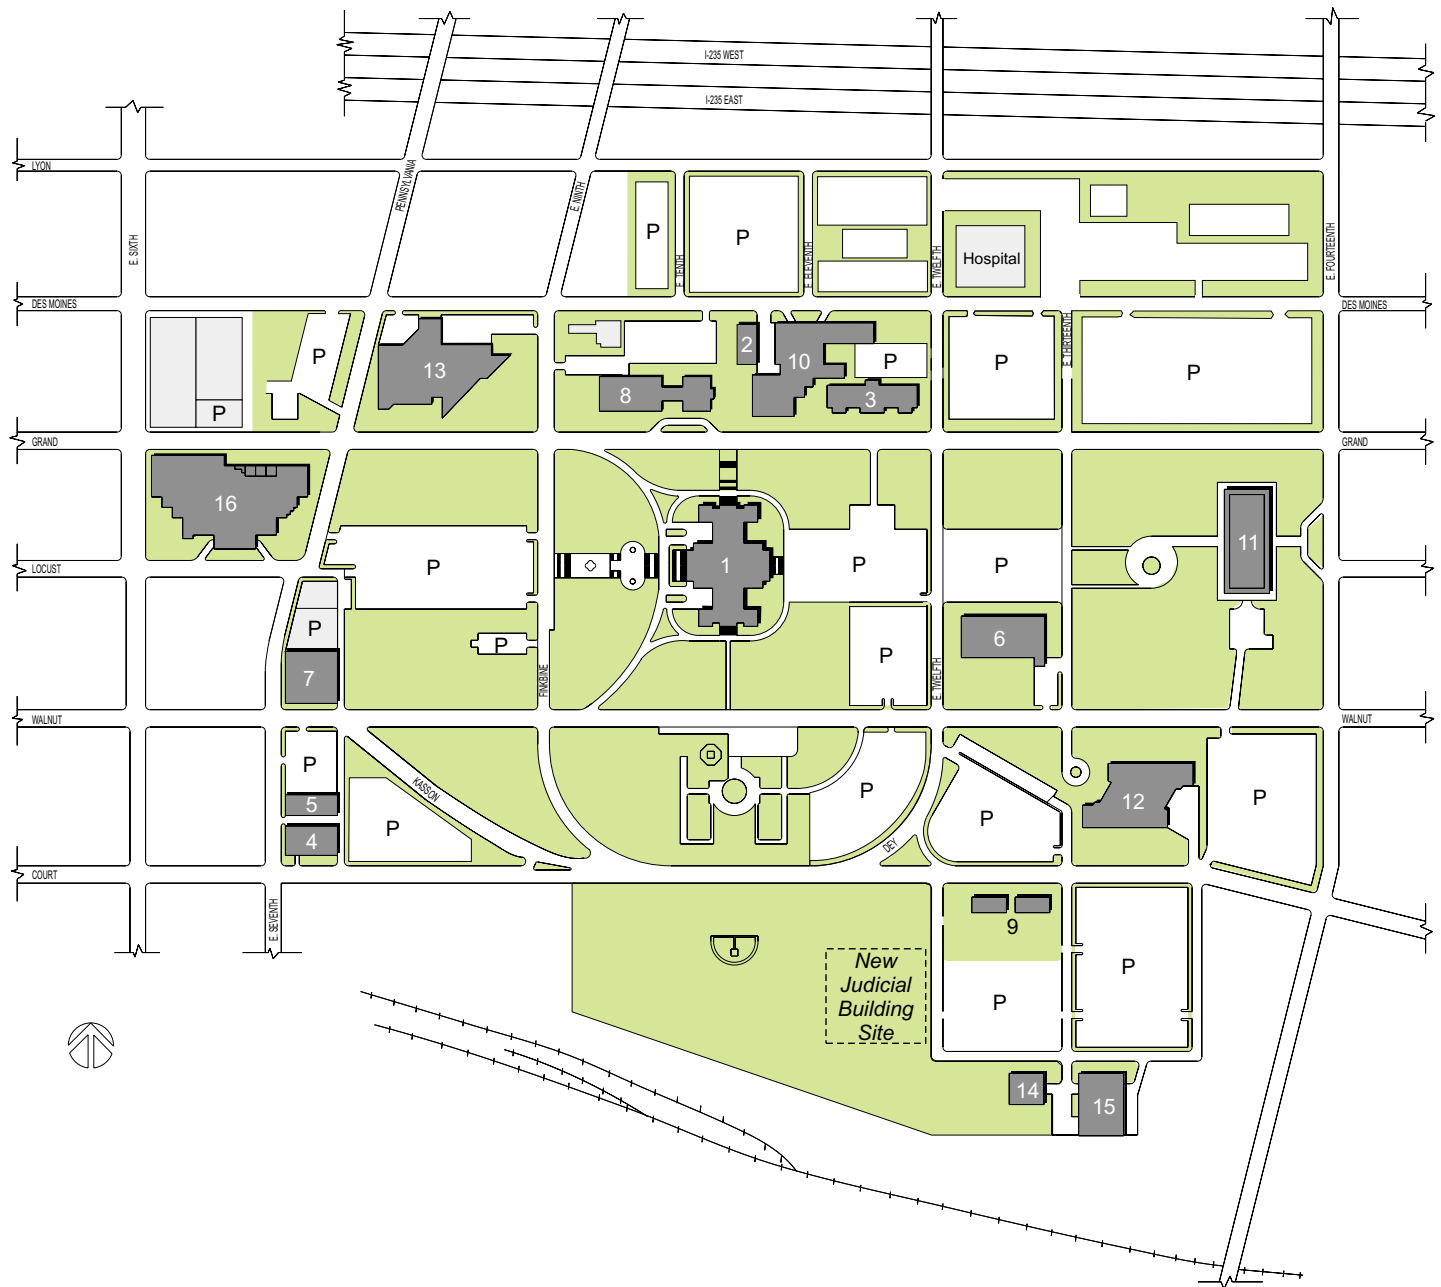 I-235 WEST
I-235 EAST
LYON
PENNSYLVANIA
E. NINTH
E. SIXTH
P
E. TENTH
P
E. ELEVENTH
E. TWELFTH
Hospital
E. FOURTEENTH
DES MOINES
DES MOINES
P
13
2
10
P
P
E. THIRTEENTH
P
8
3
P
GRAND
GRAND
16
P
1
P
P
11
LOCUST
P
7
P
FINKBINE
P
E. TWELFTH
6
WALNUT
WALNUT
P
5
4
KASSON
P
P
DEY
P
12
P
COURT
E. SEVENTH
9
New
Judicial
Building
Site
P
P
14
15